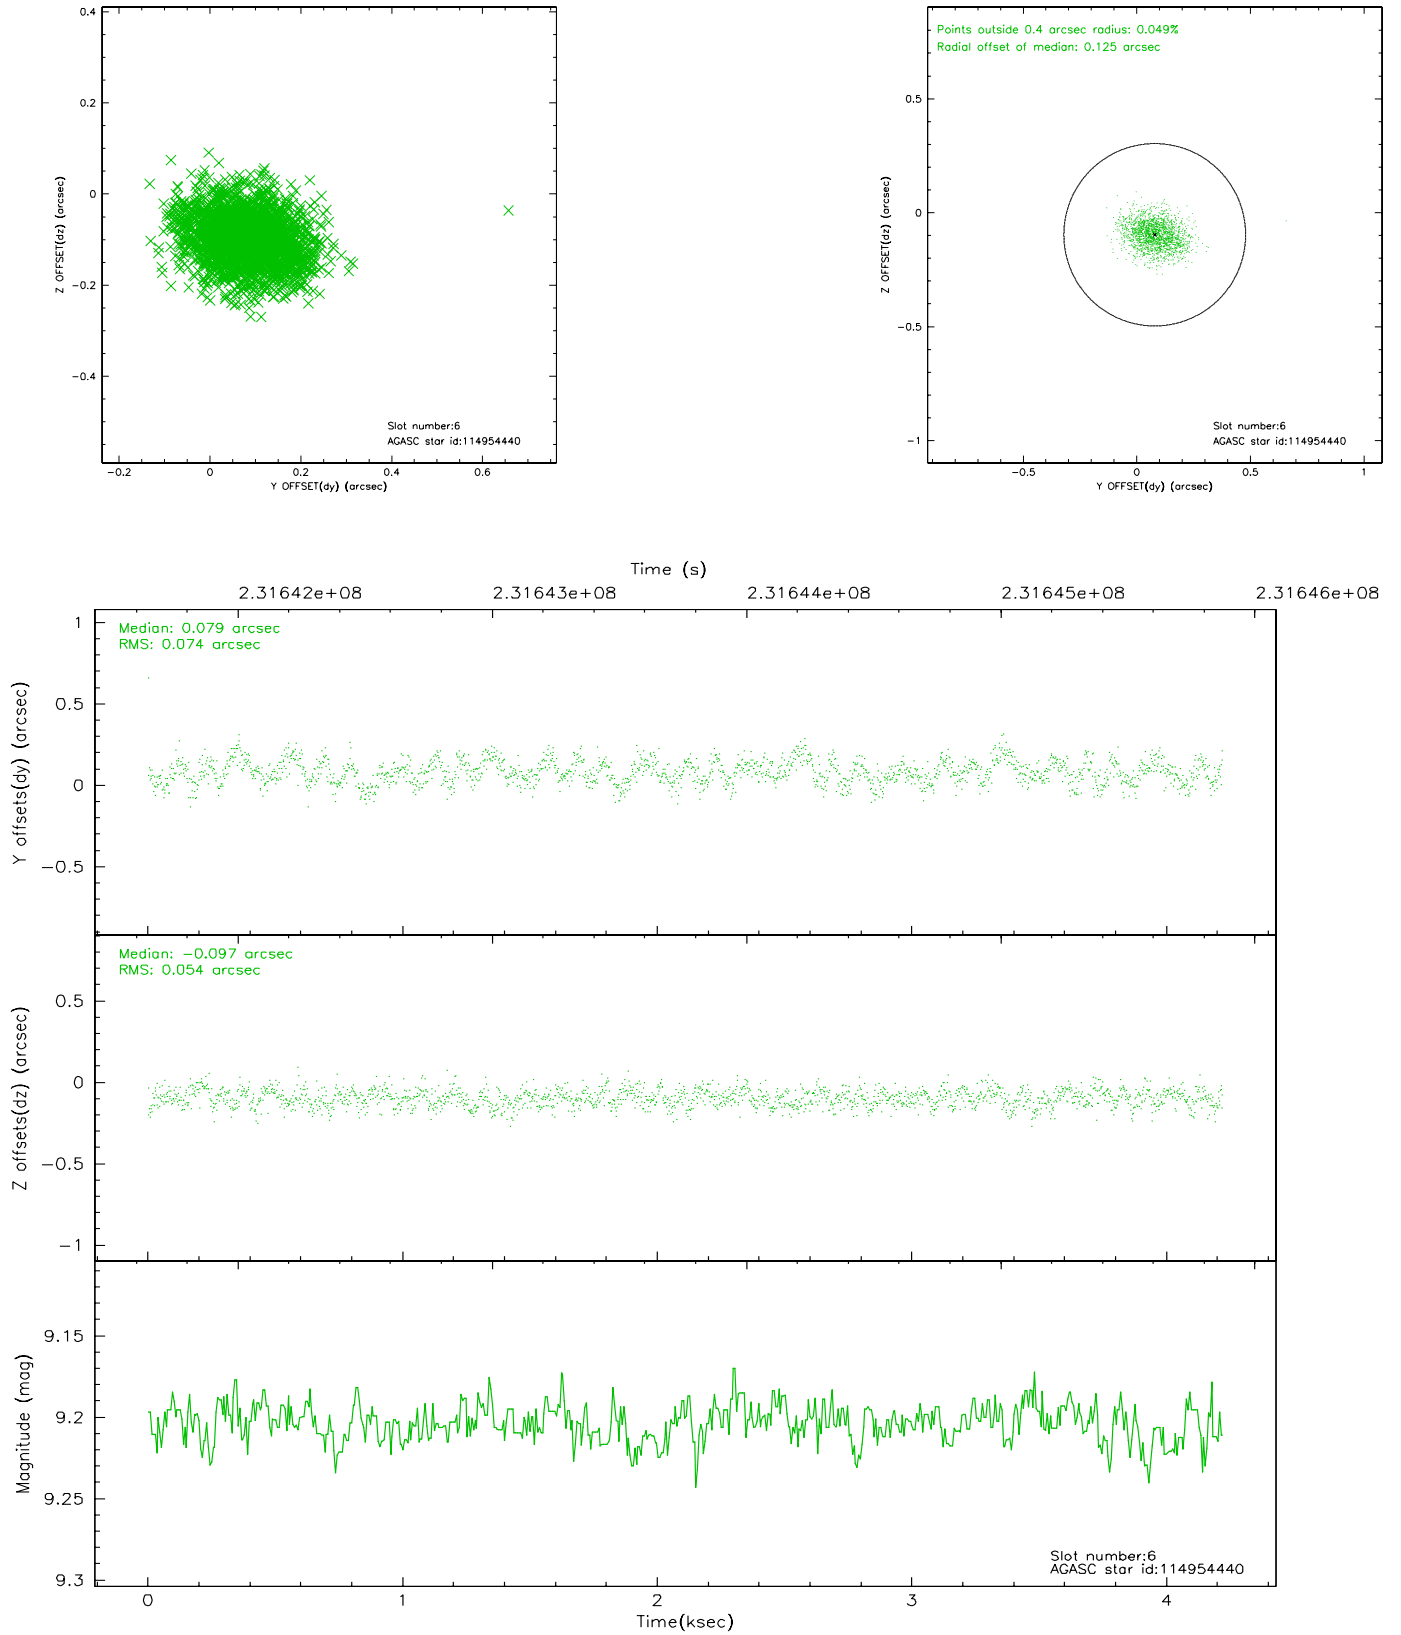 0.4
0.2
0
−0.2
−0.4
Z OFFSET(dz) (arcsec)
Slot number:6
AGASC star id:114954440
−0.2
0
0.2
0.4
0.6
Y OFFSET(dy) (arcsec)
Points outside 0.4 arcsec radius: 0.049%
Radial offset of median: 0.125 arcsec
0.5
0
−0.5
−1
Z OFFSET(dz) (arcsec)
Slot number:6
AGASC star id:114954440
−0.5
0
0.5
1
Y OFFSET(dy) (arcsec)
Time (s)
2.31642e+08
2.31643e+08
2.31644e+08
2.31645e+08
2.31646e+08
Median: 0.079 arcsec
RMS: 0.074 arcsec
1
0.5
0
−0.5
Y offsets(dy) (arcsec)
Median: −0.097 arcsec
RMS: 0.054 arcsec
0.5
0
−0.5
−1
Z offsets(dz) (arcsec)
9.15
9.2
9.25
9.3
Magnitude (mag)
Slot number:6
AGASC star id:114954440
0
1
2
3
4
Time(ksec)